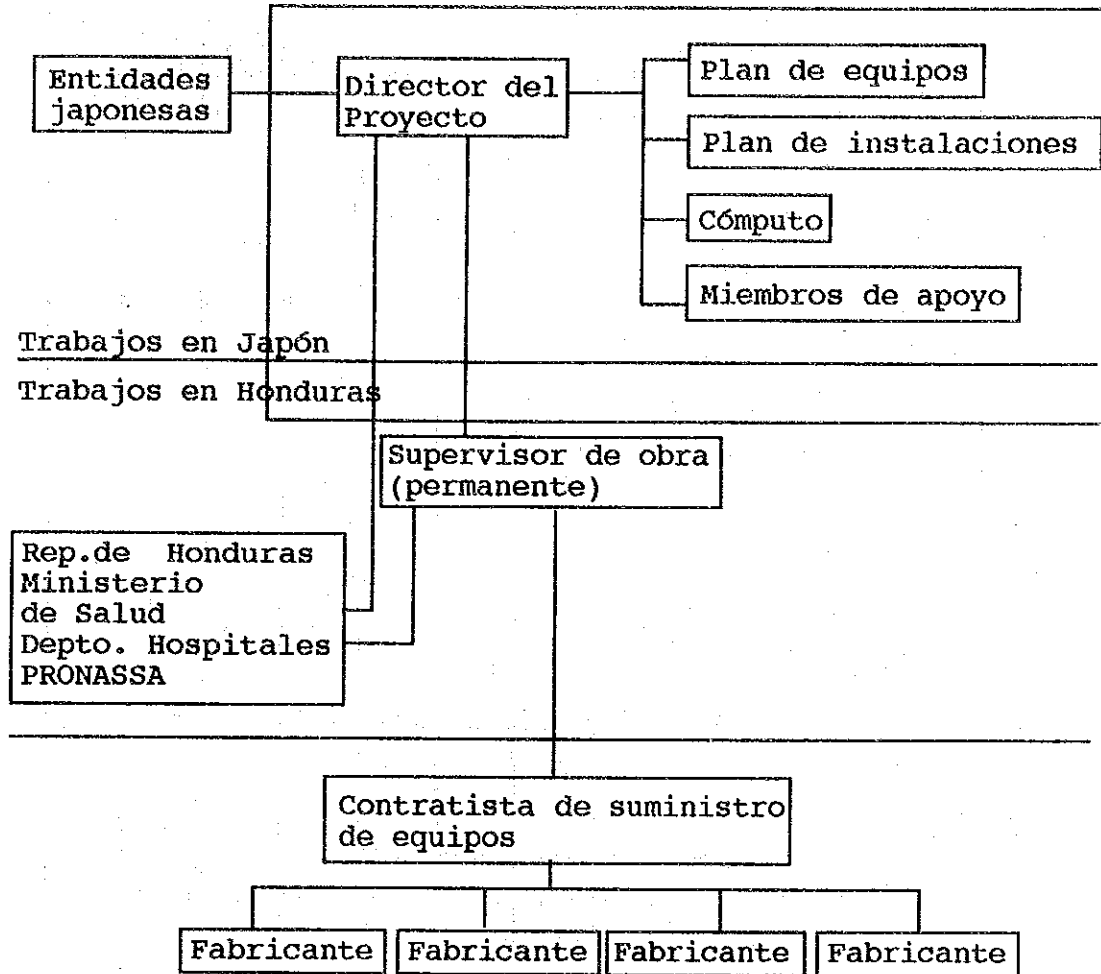 Entidades
japonesas
Director del
Proyecto
Plan de equipos
Plan de instalaciones
Cómputo
Miembros de apoyo
Trabajos en Japón
Trabajos en Honduras
Supervisor de obra
(permanente)
Rep.de Honduras
Ministerio
de Salud
Depto. Hospitales
PRONASSA
Contratista de suministro
de equipos
Fabricante
Fabricante
Fabricante
Fabricante